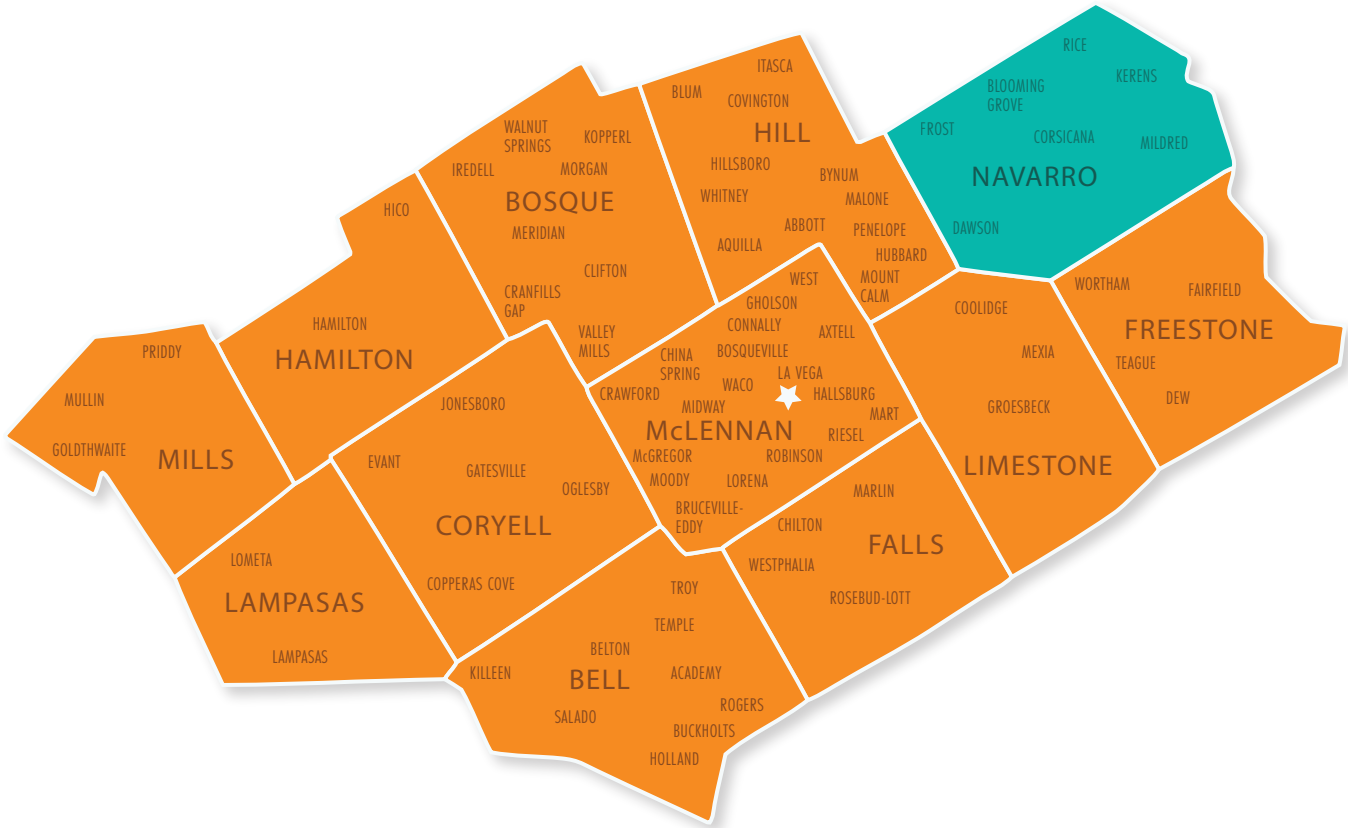 RICE
KERENS
BLOOMING
GROVE
FROST
CORSICANA
MILDRED
NAVARRO
DAWSON
ITASCA
BLUM
COVINGTON
HILL
HILLSBORO
BYNUM
WHITNEY
MALONE
ABBOTT
PENELOPE
AQUILLA
HUBBARD
MOUNT
CALM
WALNUT
SPRINGS
KOPPERL
IREDELL
MORGAN
BOSQUE
MERIDIAN
CLIFTON
CRANFILLS
GAP
VALLEY
MILLS
HICO
HAMILTON
HAMILTON
PRIDDY
MULLIN
GOLDTHWAITE
MILLS
WEST
GHOLSON
CONNALLY
AXTELL
BOSQUEVILLE
CHINA
SPRING
LA VEGA
WACO
CRAWFORD
HALLSBURG
MIDWAY
MART
McLENNAN
RIESEL
McGREGOR
ROBINSON
MOODY
LORENA
BRUCEVILLE-
EDDY
COOLIDGE
MEXIA
GROESBECK
LIMESTONE
WORTHAM
FAIRFIELD
FREESTONE
TEAGUE
DEW
JONESBORO
EVANT
GATESVILLE
OGLESBY
CORYELL
COPPERAS COVE
LOMETA
LAMPASAS
LAMPASAS
MARLIN
CHILTON
FALLS
WESTPHALIA
ROSEBUD-LOTT
TROY
TEMPLE
BELTON
KILLEEN
BELL
ACADEMY
ROGERS
SALADO
BUCKHOLTS
HOLLAND